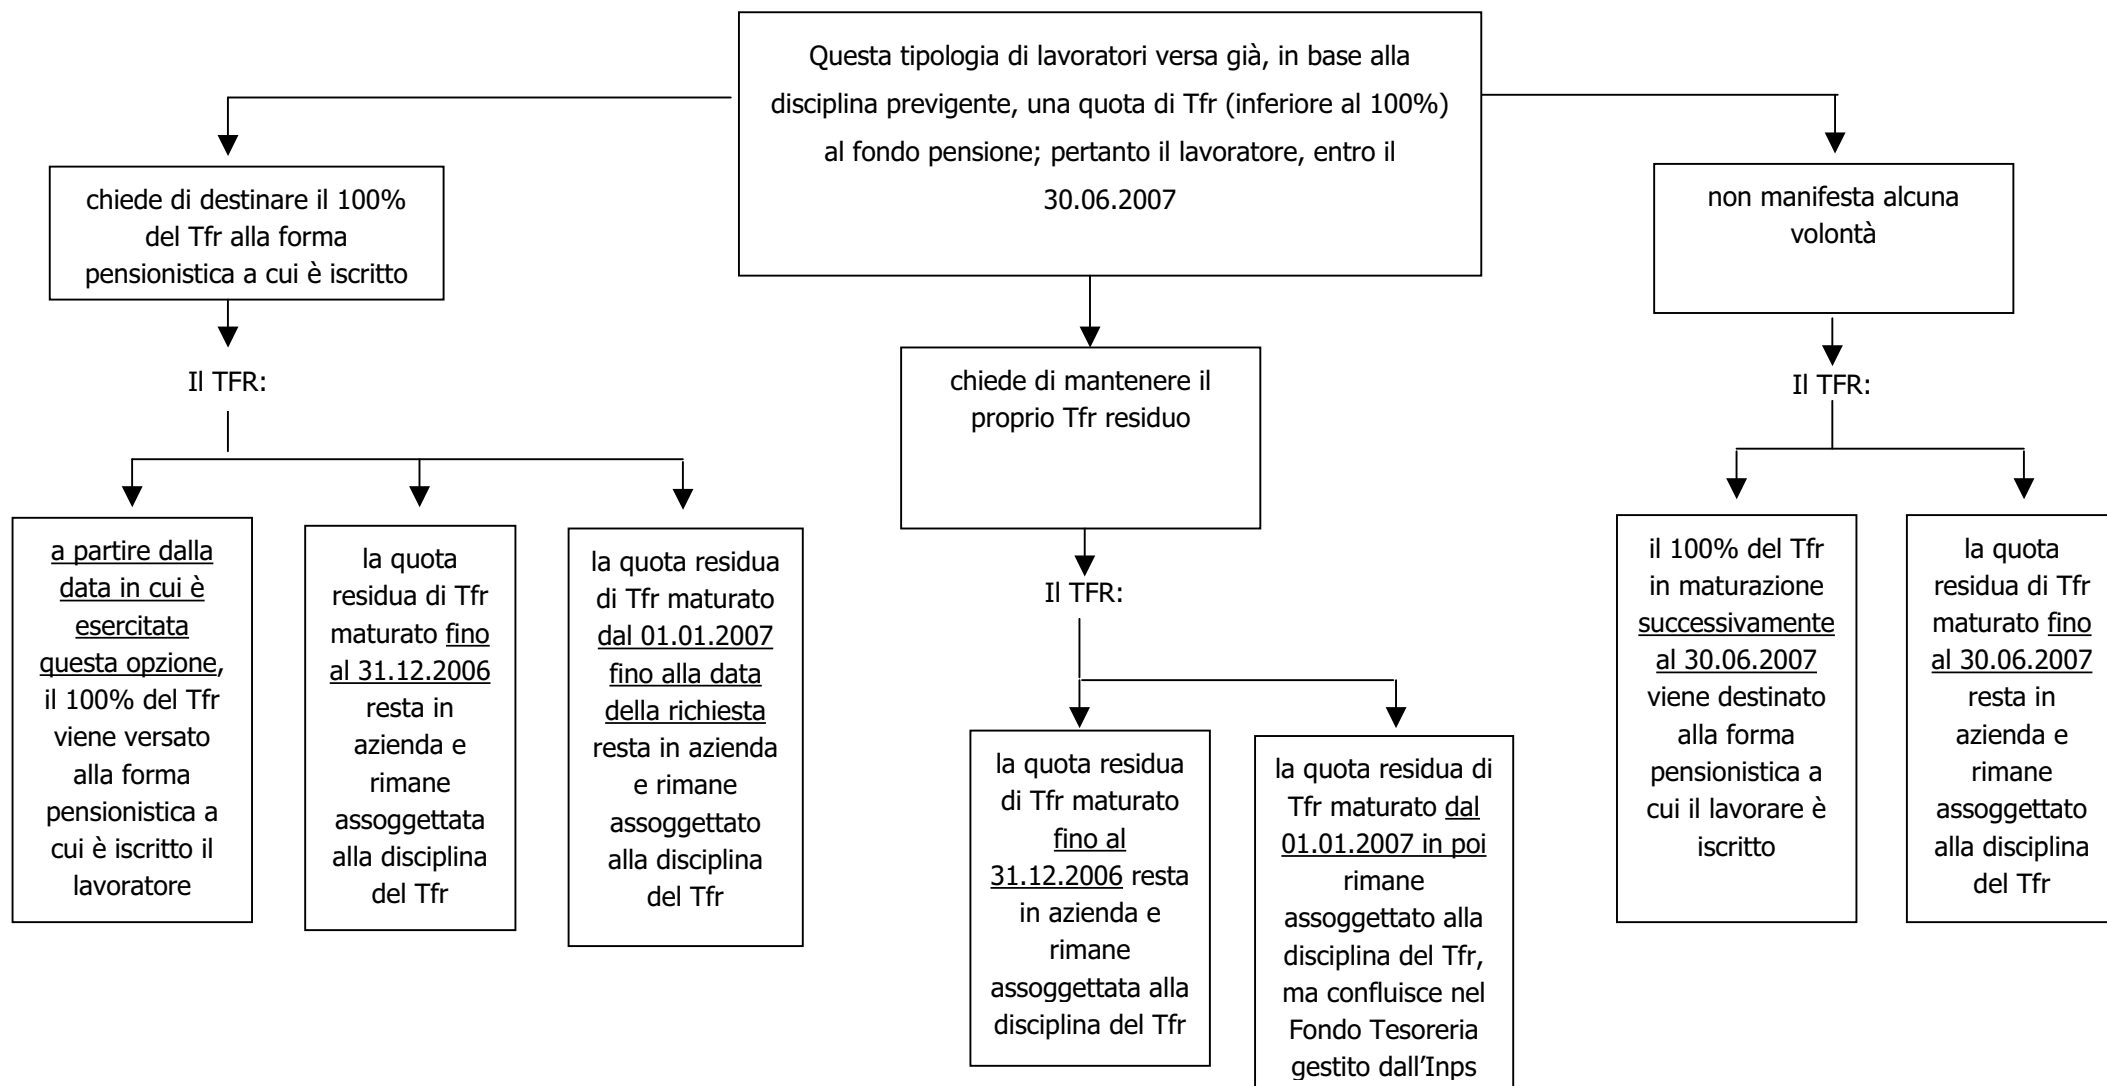 Questa tipologia di lavoratori versa già, in base alla
disciplina previgente, una quota di Tfr (inferiore al 100%)
al fondo pensione; pertanto il lavoratore, entro il
30.06.2007
chiede di destinare il 100%
del Tfr alla forma
pensionistica a cui è iscritto
non manifesta alcuna
volontà
chiede di mantenere il
proprio Tfr residuo
Il TFR:
Il TFR:
Il TFR:
a partire dalla
data in cui è
esercitata
questa opzione,
il 100% del Tfr
viene versato
alla forma
pensionistica a
cui è iscritto il
lavoratore
la quota
residua di Tfr
maturato fino
al 31.12.2006
resta in
azienda e
rimane
assoggettata
alla disciplina
del Tfr
la quota residua
di Tfr maturato
dal 01.01.2007
fino alla data
della richiesta
resta in azienda
e rimane
assoggettato
alla disciplina
del Tfr
la quota residua
di Tfr maturato
fino al
31.12.2006 resta
in azienda e
rimane
assoggettata alla
disciplina del Tfr
la quota residua di
Tfr maturato dal
01.01.2007 in poi
rimane
assoggettato alla
disciplina del Tfr,
ma confluisce nel
Fondo Tesoreria
gestito dall'Inps
il 100% del Tfr
in maturazione
successivamente
al 30.06.2007
viene destinato
alla forma
pensionistica a
cui il lavorare è
iscritto
la quota
residua di Tfr
maturato fino
al 30.06.2007
resta in
azienda e
rimane
assoggettato
alla disciplina
del Tfr